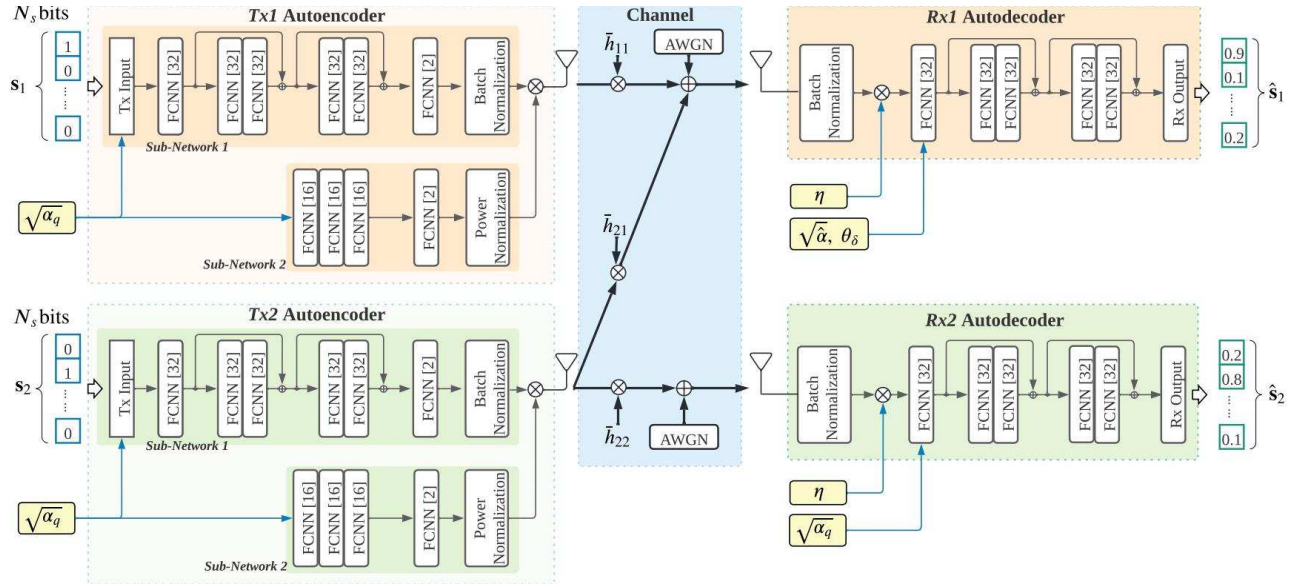 N_s bits
s_1
1
0
......
0
√α_q
Tx1 Autoencoder
Tx Input
FCNN [32]
FCNN [32]
FCNN [32]
FCNN [32]
FCNN [32]
FCNN [2]
Batch
Normalization
Sub-Network 1
FCNN [16]
FCNN [16]
FCNN [16]
FCNN [2]
Power
Normalization
Sub-Network 2
Channel
h̄_11
AWGN
h̄_21
h̄_22
AWGN
Rx1 Autodecoder
Batch
Normalization
FCNN [32]
FCNN [32]
FCNN [32]
FCNN [32]
FCNN [32]
Rx Output
η
√α̂, θ_δ
0.9
0.1
......
0.2
ŝ_1
N_s bits
s_2
0
1
......
0
√α_q
Tx2 Autoencoder
Tx Input
FCNN [32]
FCNN [32]
FCNN [32]
FCNN [32]
FCNN [32]
FCNN [2]
Batch
Normalization
Sub-Network 1
FCNN [16]
FCNN [16]
FCNN [16]
FCNN [2]
Power
Normalization
Sub-Network 2
Rx2 Autodecoder
Batch
Normalization
FCNN [32]
FCNN [32]
FCNN [32]
FCNN [32]
FCNN [32]
Rx Output
η
√α_q
0.2
0.8
......
0.1
ŝ_2